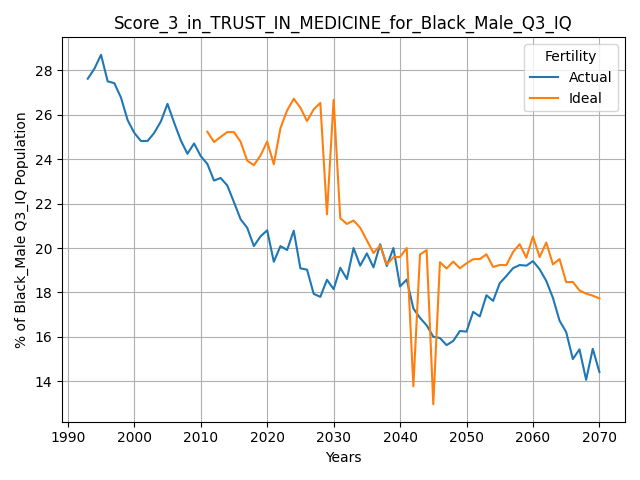 Score_3_in_TRUST_IN_MEDICINE_for_Black_Male_Q3_IQ
Fertility
Actual
Ideal
% of Black_Male Q3_IQ Population
28
26
24
22
20
18
16
14
1990 2000 2010 2020 2030 2040 2050 2060 2070
Years